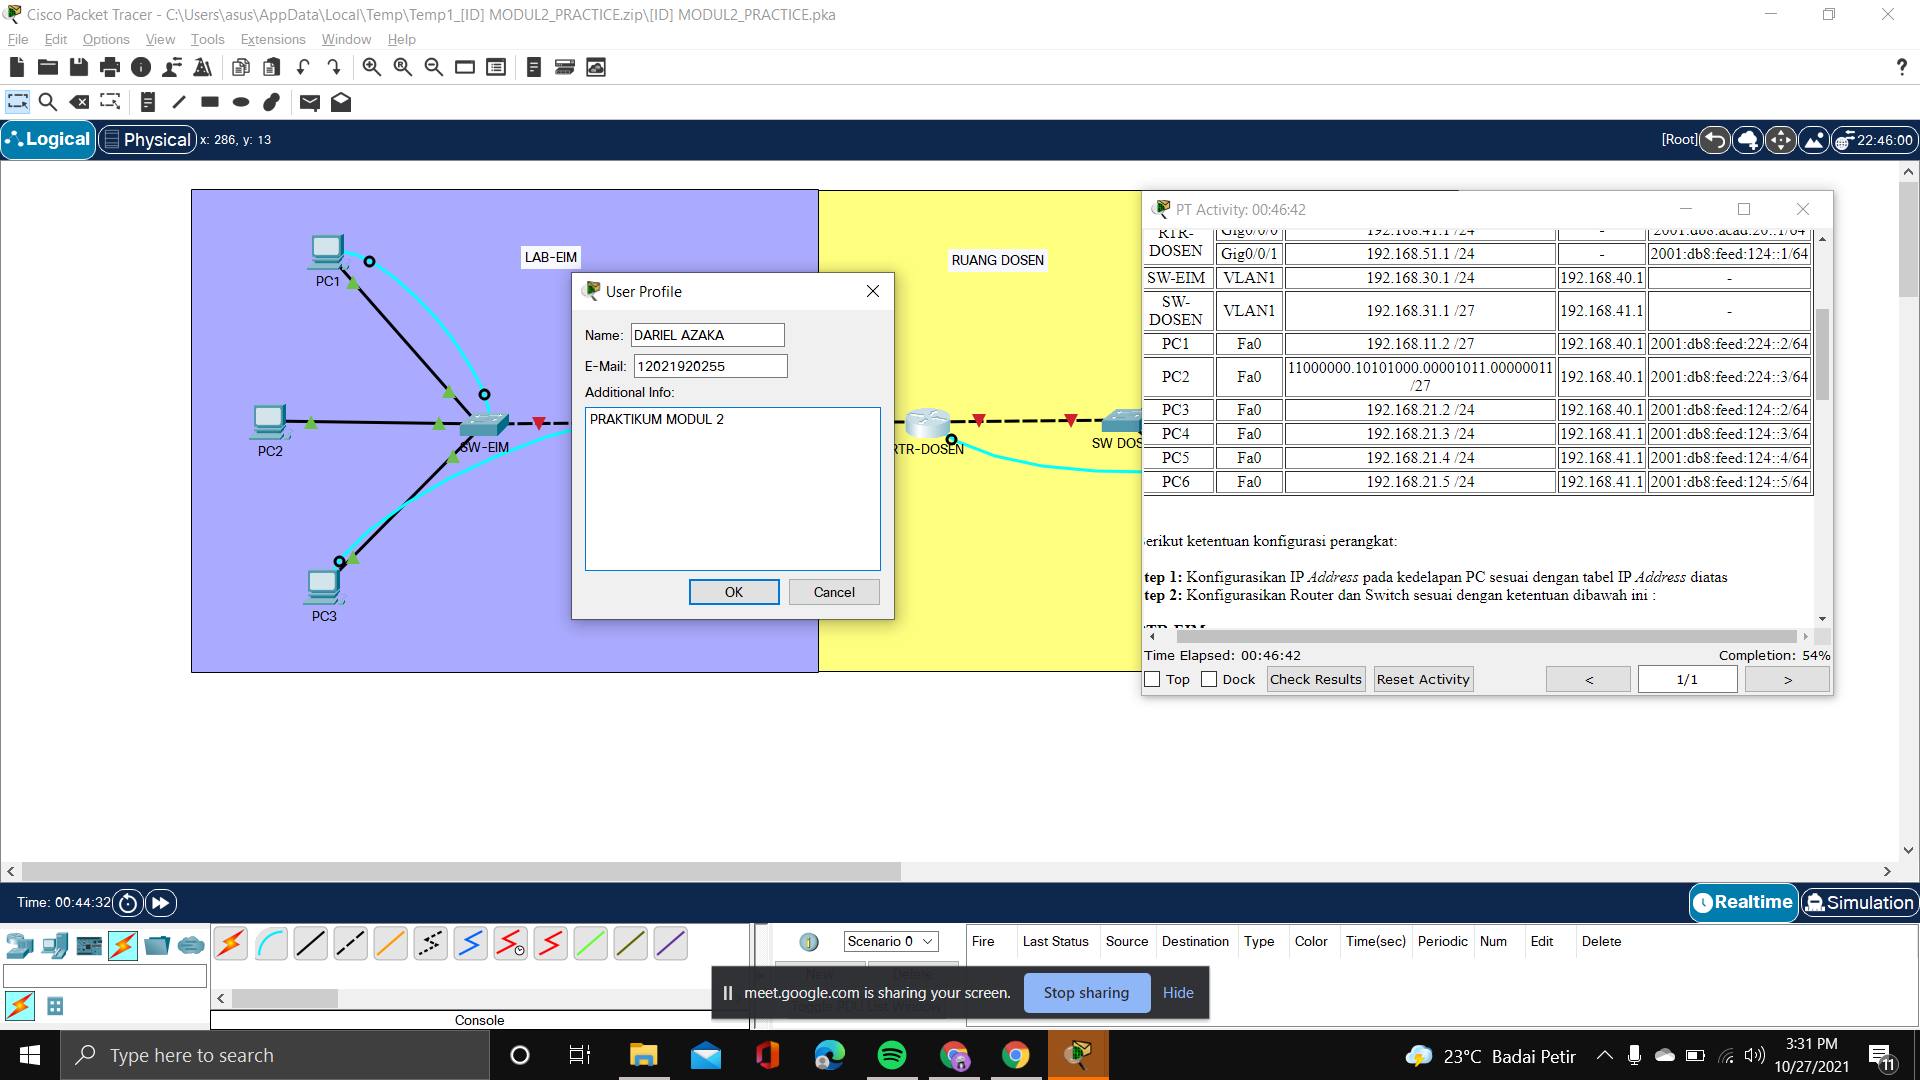 Cisco Packet Tracer - C:\Users\asus\AppData\Local\Temp\Temp1_[ID] MODUL2_PRACTICE.zip\[ID] MODUL2_PRACTICE.pka
File Edit Options View Tools Extensions Window Help
?
Logical Physical x: 286, y: 13
[Root] 22:46:00
LAB-EIM
RUANG DOSEN
PC1
PC2
PC3
SW-EIM
RTR-DOSEN
SW DOS
User Profile
Name: DARIEL AZAKA
E-Mail: 12021920255
Additional Info:
PRAKTIKUM MODUL 2
OK Cancel
PT Activity: 00:46:42
RTR-DOSEN Gig0/0/0 192.168.41.1 /24 - 2001:db8:acad:20::1/64
Gig0/0/1 192.168.51.1 /24 - 2001:db8:feed:124::1/64
SW-EIM VLAN1 192.168.30.1 /24 192.168.40.1 -
SW-DOSEN VLAN1 192.168.31.1 /27 192.168.41.1 -
PC1 Fa0 192.168.11.2 /27 192.168.40.1 2001:db8:feed:224::2/64
PC2 Fa0 11000000.10101000.00001011.00000011 /27 192.168.40.1 2001:db8:feed:224::3/64
PC3 Fa0 192.168.21.2 /24 192.168.40.1 2001:db8:feed:124::2/64
PC4 Fa0 192.168.21.3 /24 192.168.41.1 2001:db8:feed:124::3/64
PC5 Fa0 192.168.21.4 /24 192.168.41.1 2001:db8:feed:124::4/64
PC6 Fa0 192.168.21.5 /24 192.168.41.1 2001:db8:feed:124::5/64
erikut ketentuan konfigurasi perangkat:
tep 1: Konfigurasikan IP Address pada kedelapan PC sesuai dengan tabel IP Address diatas
tep 2: Konfigurasikan Router dan Switch sesuai dengan ketentuan dibawah ini :
Time Elapsed: 00:46:42 Completion: 54%
Top Dock Check Results Reset Activity < 1/1 >
Time: 00:44:32
Realtime Simulation
Scenario 0
New Delete
Fire Last Status Source Destination Type Color Time(sec) Periodic Num Edit Delete
meet.google.com is sharing your screen. Stop sharing Hide
Console
Type here to search
23°C Badai Petir
3:31 PM
10/27/2021
11